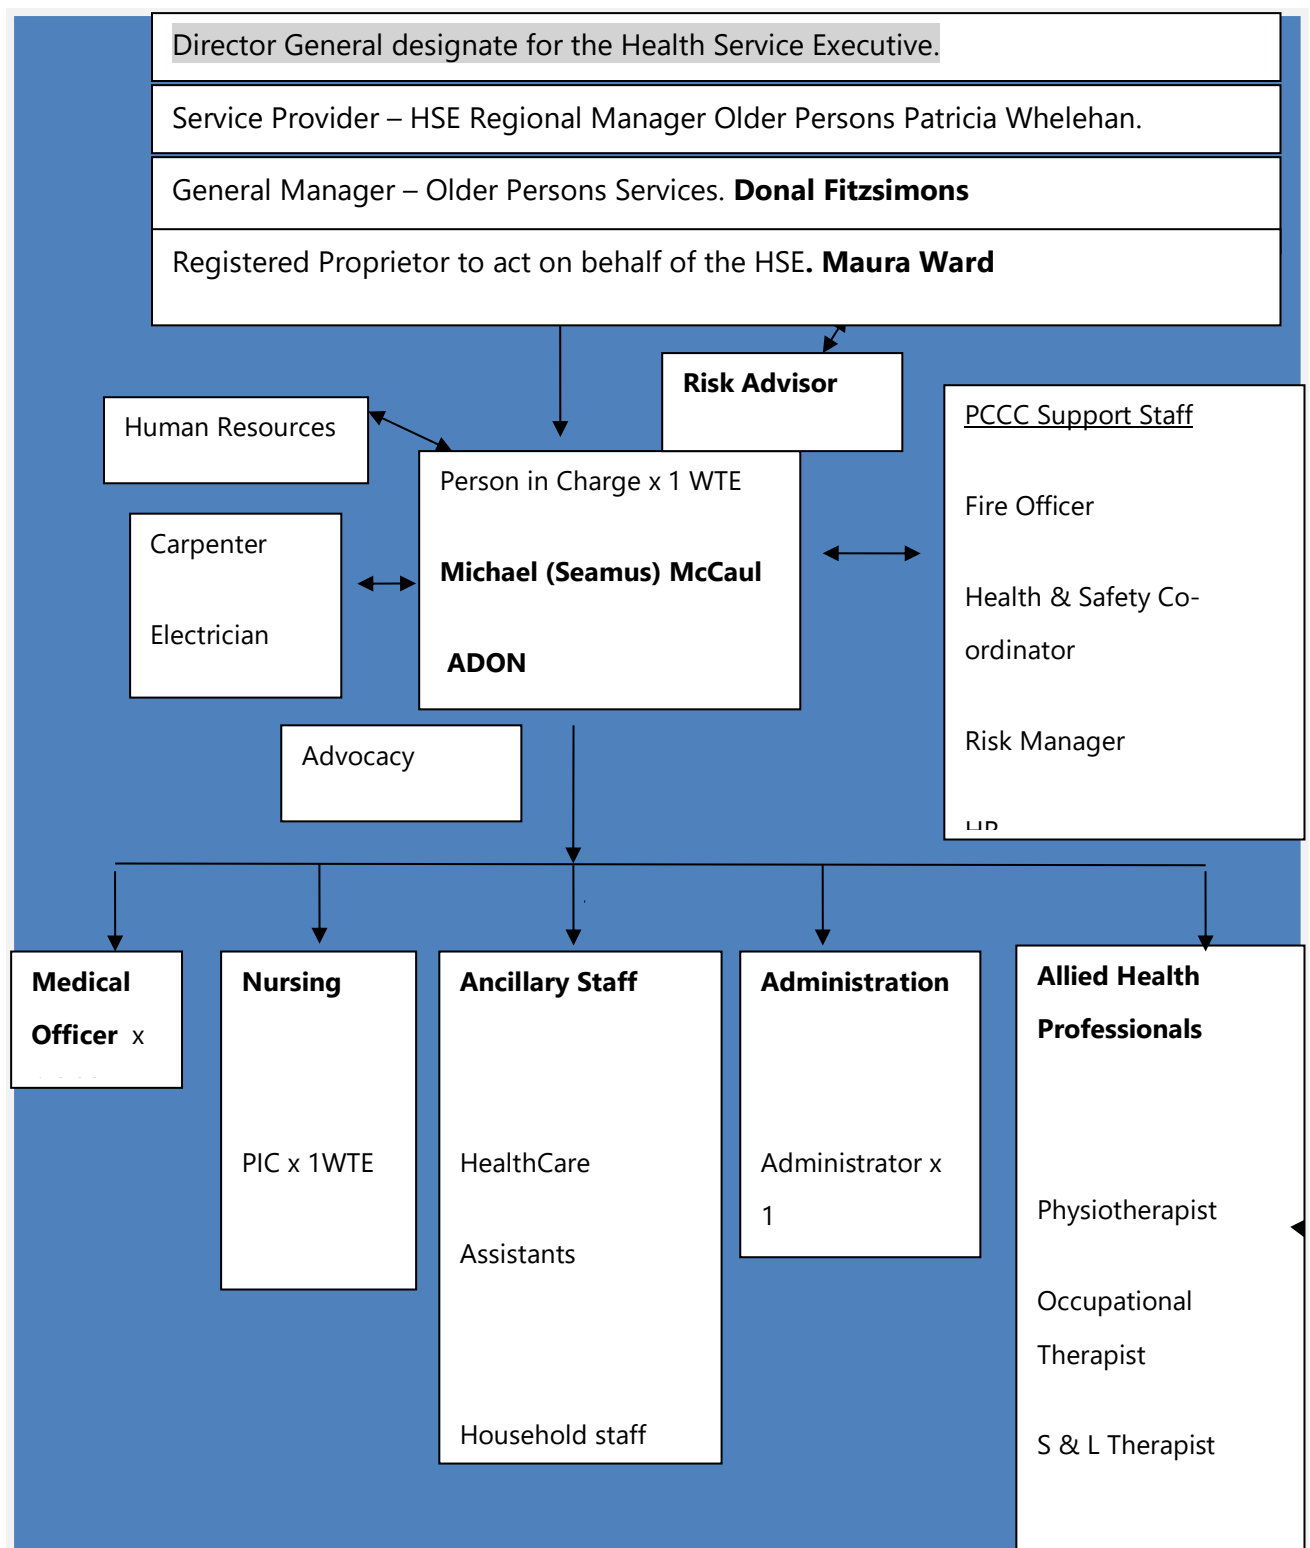 Director General designate for the Health Service Executive.
Service Provider – HSE Regional Manager Older Persons Patricia Whelehan.
General Manager – Older Persons Services. Donal Fitzsimons
Registered Proprietor to act on behalf of the HSE. Maura Ward
Risk Advisor
Human Resources
PCCC Support Staff
Fire Officer
Health & Safety Co-
ordinator
Risk Manager
HR
Person in Charge x 1 WTE
Michael (Seamus) McCaul
ADON
Carpenter
Electrician
Advocacy
Medical
Officer x
Nursing
PIC x 1WTE
Ancillary Staff
HealthCare
Assistants
Household staff
Administration
Administrator x
1
Allied Health
Professionals
Physiotherapist
Occupational
Therapist
S & L Therapist